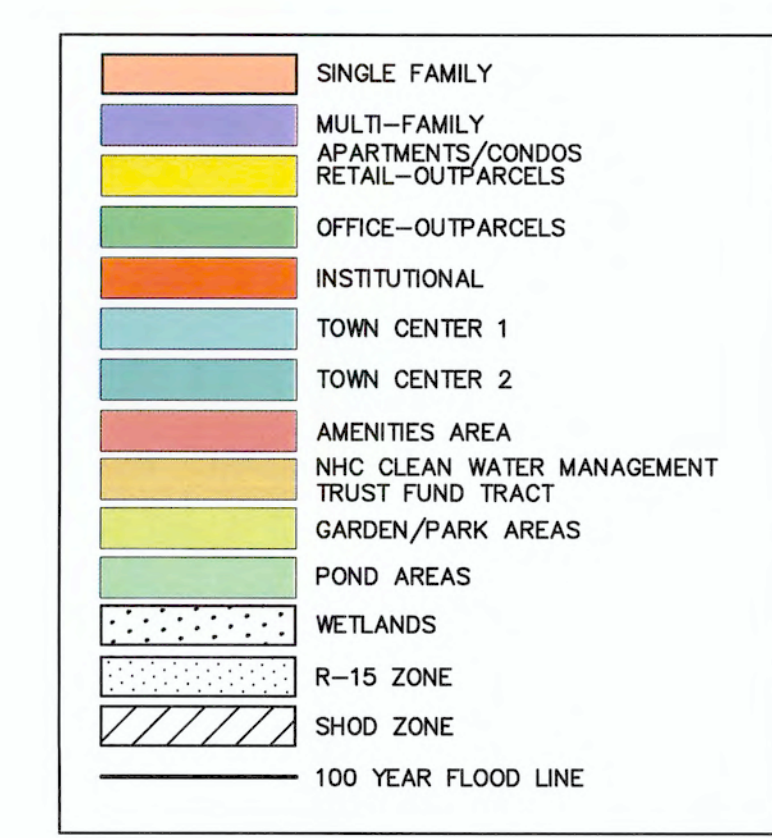 SINGLE FAMILY
MULTI-FAMILY
APARTMENTS/CONDOS
RETAIL-OUTPARCELS
OFFICE-OUTPARCELS
INSTITUTIONAL
TOWN CENTER 1
TOWN CENTER 2
AMENITIES AREA
NHC CLEAN WATER MANAGEMENT
TRUST FUND TRACT
GARDEN/PARK AREAS
POND AREAS
WETLANDS
R-15 ZONE
SHOD ZONE
100 YEAR FLOOD LINE